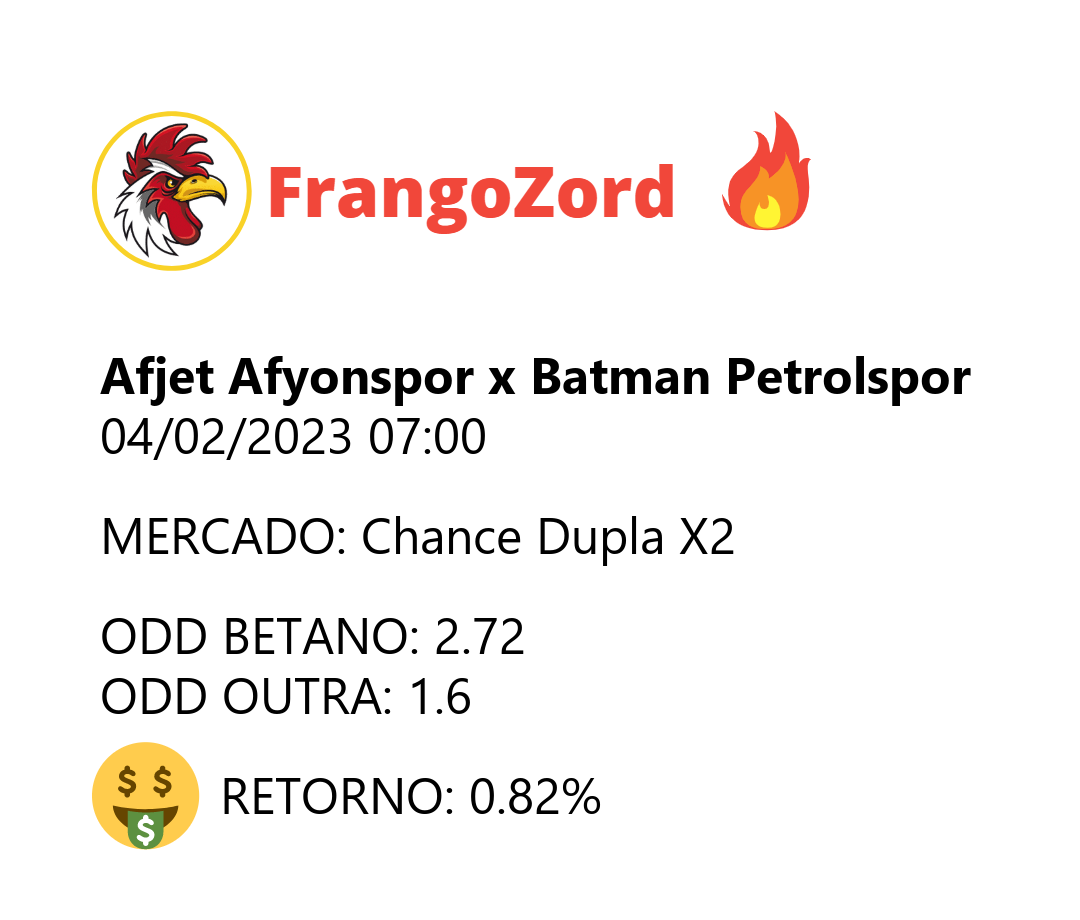 FrangoZord
Afjet Afyonspor x Batman Petrolspor
04/02/2023 07:00
MERCADO: Chance Dupla X2
ODD BETANO: 2.72
ODD OUTRA: 1.6
RETORNO: 0.82%